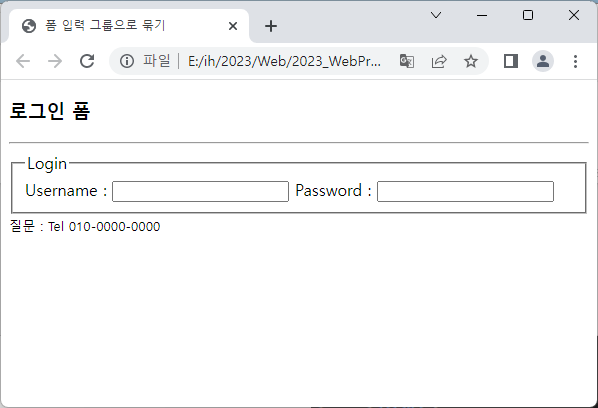 폼 입력 그룹으로 묶기
파일 | E:/ih/2023/Web/2023_WebPr...
로그인 폼
Login
Username : Password :
질문 : Tel 010-0000-0000